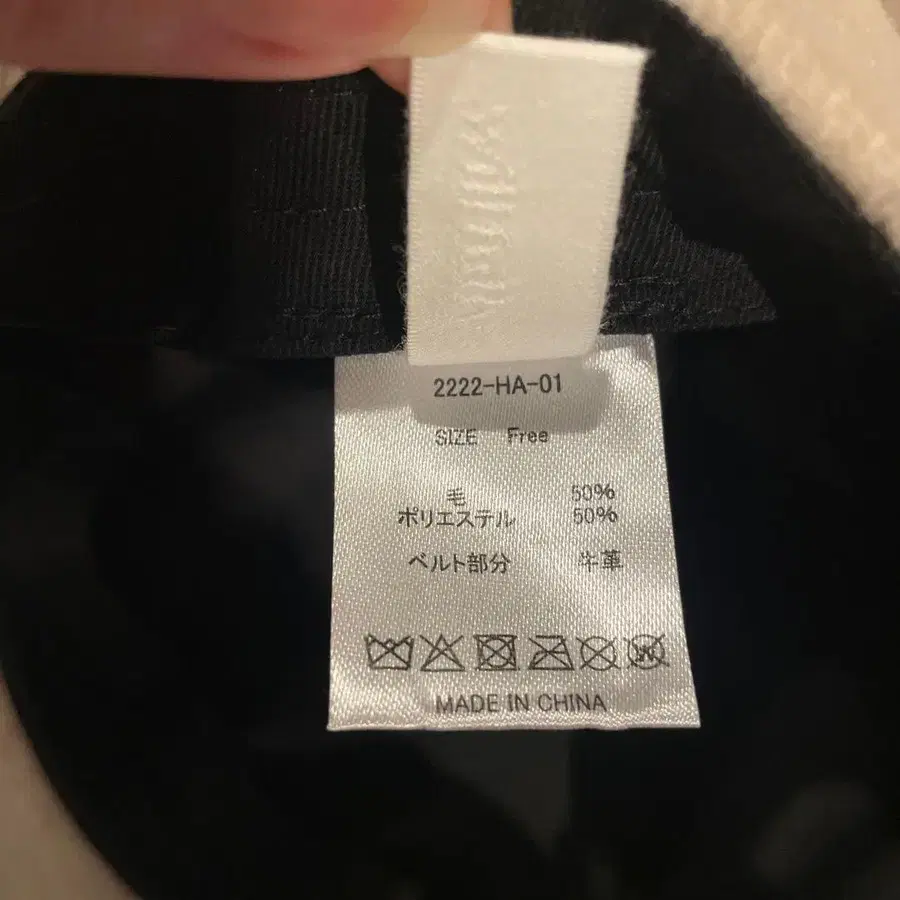 2222-HA-01
SIZE Free
毛 50%
ポリエステル 50%
ベルト部分 牛革
W
MADE IN CHINA